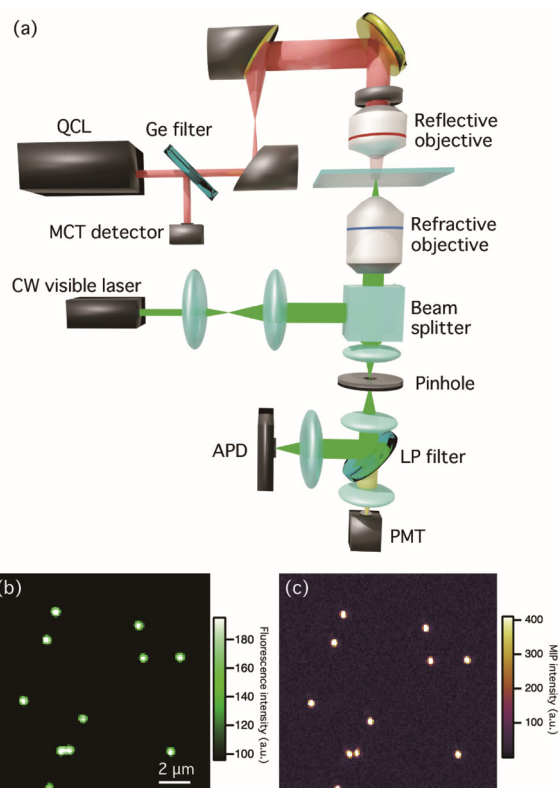 (a)
QCL
Ge filter
Reflective
objective
MCT detector
Refractive
objective
CW visible laser
Beam
splitter
Pinhole
APD
LP filter
PMT
(b)
180
160
140
120
100
Fluorescence intensity (a.u.)
2 µm
(c)
400
300
200
100
MIP intensity (a.u.)